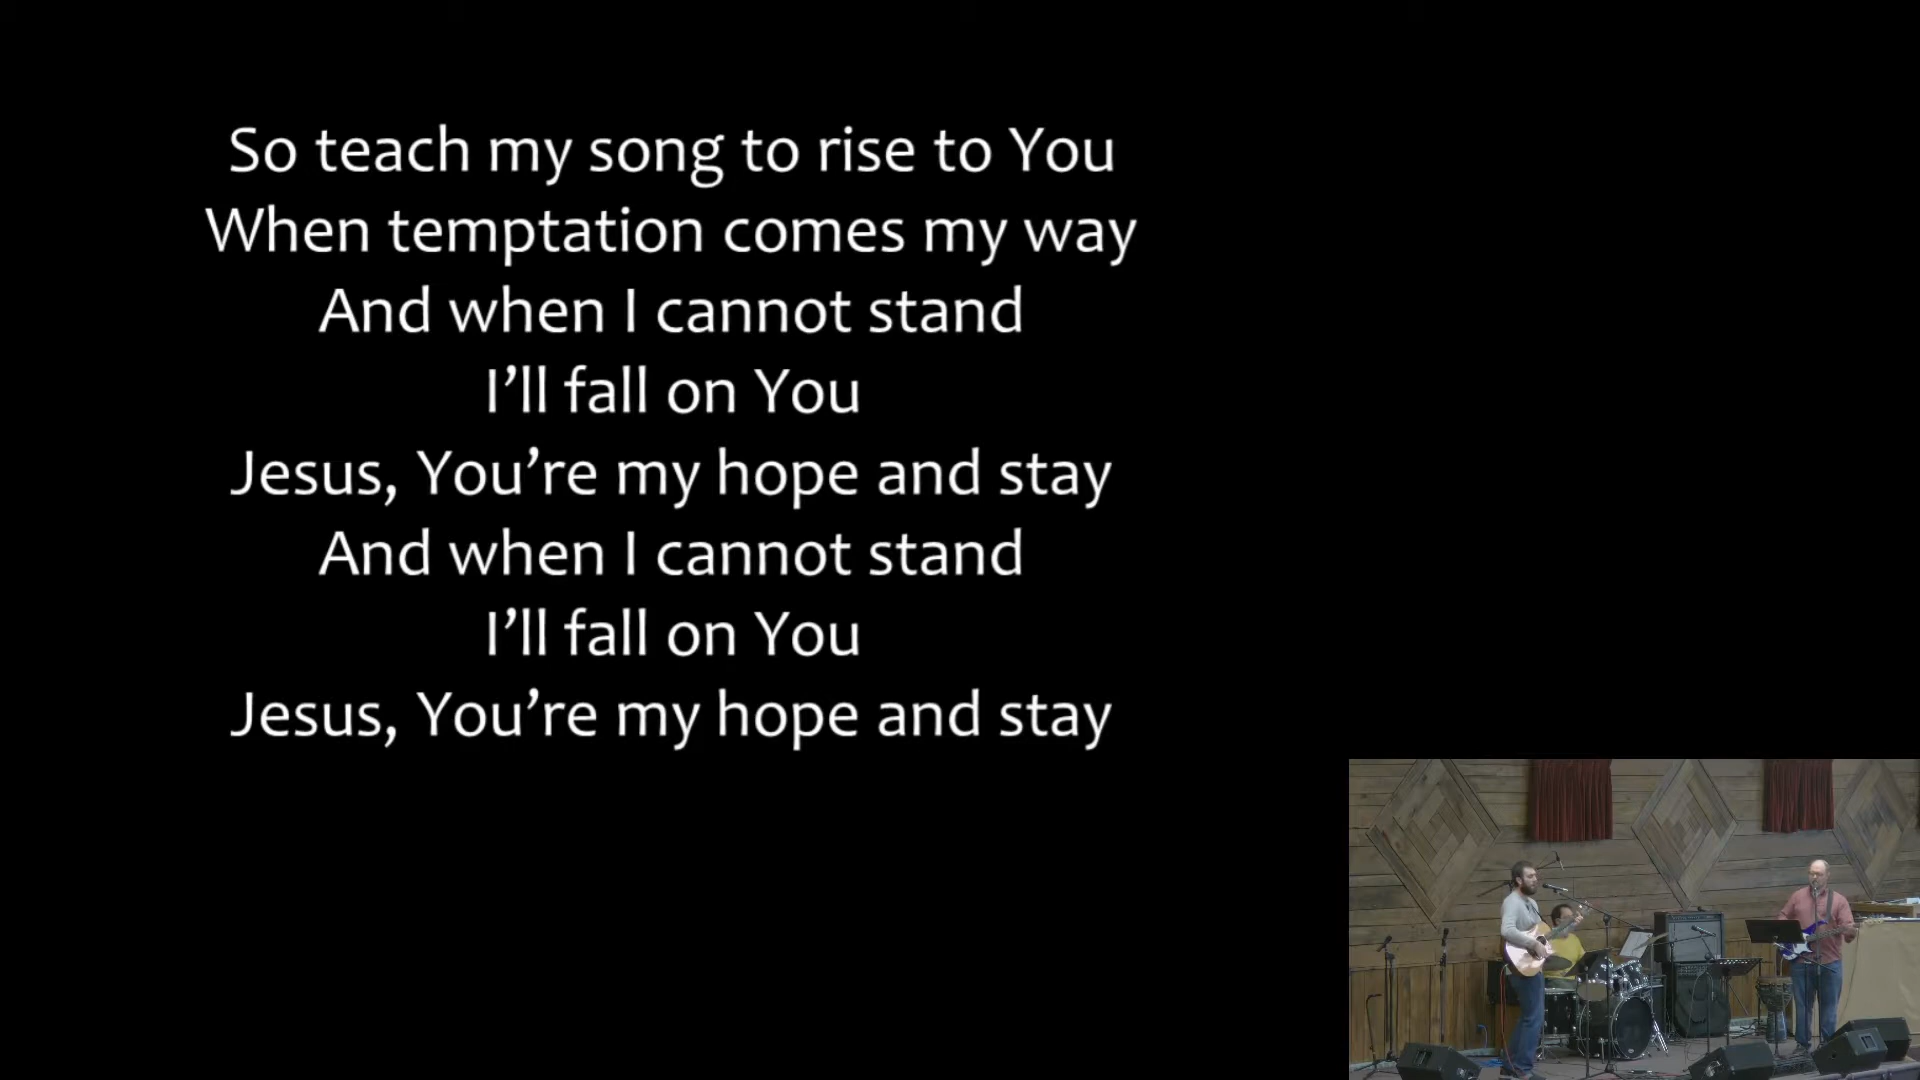 So teach my song to rise to You
When temptation comes my way
And when I cannot stand
I’ll fall on You
Jesus, You’re my hope and stay
And when I cannot stand
I’ll fall on You
Jesus, You’re my hope and stay